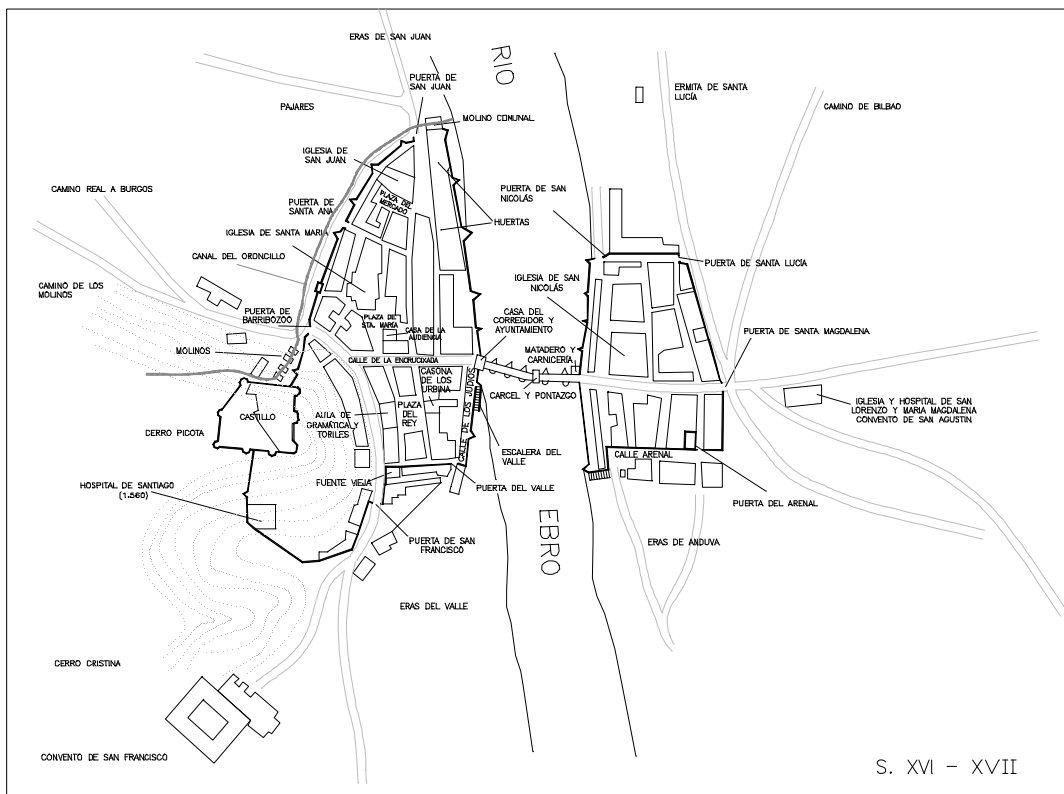 ERAS DE SAN JUAN
RIO
PUERTA DE
SAN JUAN
ERMITA DE SANTA
LUCÍA
PAJARES
CAMINO DE BILBAO
MOLINO COMUNAL
IGLESIA DE
SAN JUAN
CAMINO REAL A BURGOS
PUERTA DE
SANTA ANA
PLAZA DEL
MERCADO
PUERTA DE SAN
NICOLÁS
HUERTAS
IGLESIA DE SANTA MARIA
CANAL DEL ORONCILLO
PUERTA DE SANTA LUCÍA
IGLESIA DE SAN
NICOLÁS
CAMINO DE LOS
MOLINOS
PUERTA DE
BARRIBOZOO
PLAZA DE
STA. MARÍA
CASA DE LA
AUDIENCIA
CASA DEL
CORREGIDOR Y
AYUNTAMIENTO
PUERTA DE SANTA MAGDALENA
MOLINOS
CALLE DE LA ENCRUCIXADA
MATADERO Y
CARNICERÍA
CASONA
DE LOS
URBINA
CARCEL Y PONTAZGO
CASTILLO
AULA DE
GRAMÁTICA Y
TORILES
PLAZA
DEL
REY
CALLE DE LOS JUDIOS
IGLESIA Y HOSPITAL DE SAN
LORENZO Y MARIA MAGDALENA
CONVENTO DE SAN AGUSTIN
CERRO PICOTA
ESCALERA DEL
VALLE
CALLE ARENAL
HOSPITAL DE SANTIAGO
(1.560)
FUENTE VIEJA
PUERTA DEL VALLE
PUERTA DEL ARENAL
PUERTA DE SAN
FRANCISCO
EBRO
ERAS DE ANDUVA
ERAS DEL VALLE
CERRO CRISTINA
CONVENTO DE SAN FRANCISCO
S. XVI - XVII